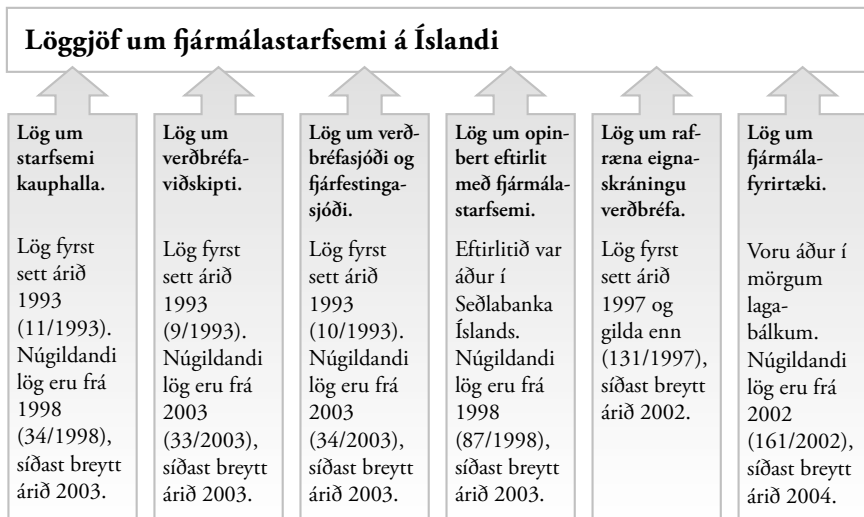 Löggjöf um fjármálastarfsemi á Íslandi
Lög um
starfsemi
kauphalla.
Lög fyrst
sett árið
1993
(11/1993).
Núgildandi
lög eru frá
1998
(34/1998),
síðast breytt
árið 2003.
Lög um
verðbréfa-
viðskipti.
Lög fyrst
sett árið
1993
(9/1993).
Núgildandi
lög eru frá
2003
(33/2003),
síðast breytt
árið 2003.
Lög um verð-
bréfasjóði og
fjárfestinga-
sjóði.
Lög fyrst
sett árið
1993
(10/1993).
Núgildandi
lög eru frá
2003
(34/2003),
síðast breytt
árið 2003.
Lög um opin-
bert eftirlit
með fjármála-
starfsemi.
Eftirlitið var
áður í
Seðlabanka
Íslands.
Núgildandi
lög eru frá
1998
(87/1998),
síðast breytt
árið 2003.
Lög um raf-
ræna eigna-
skráningu
verðbréfa.
Lög fyrst
sett árið
1997 og
gilda enn
(131/1997),
síðast breytt
árið 2002.
Lög um
fjármála-
fyrirtæki.
Voru áður í
mörgum
laga-
bálkum.
Núgildandi
lög eru frá
2002
(161/2002),
síðast breytt
árið 2004.